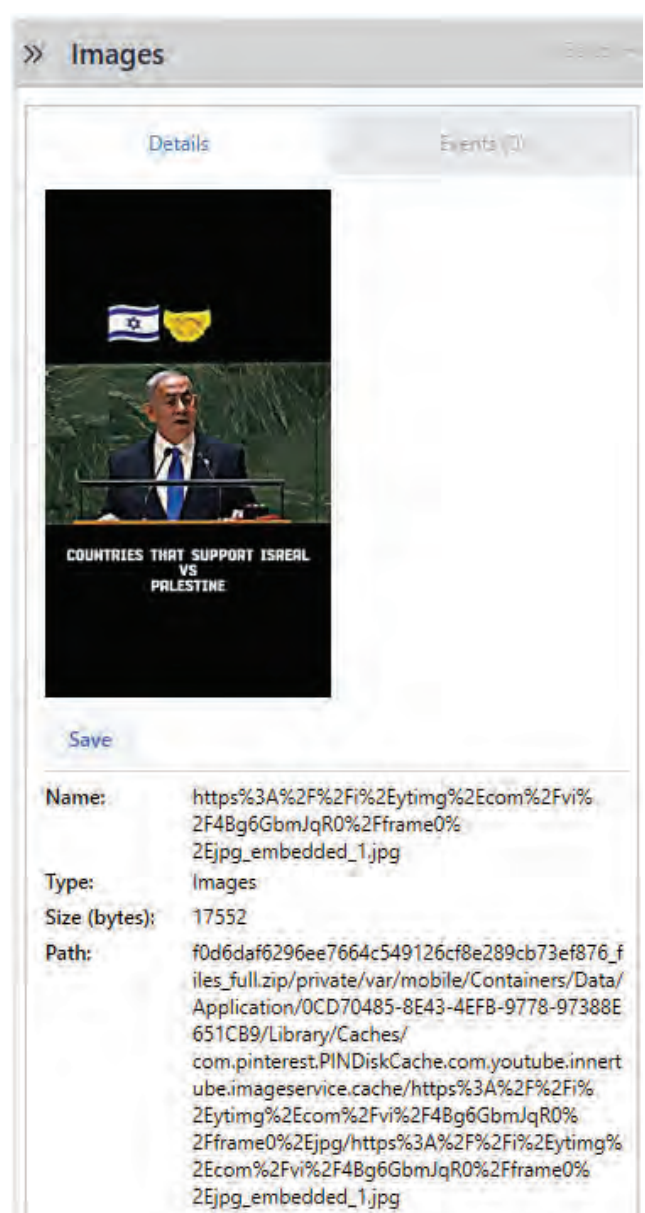 » Images
Details
Events (0)
COUNTRIES THAT SUPPORT ISREAL
VS
PALESTINE
Save
Name: https%3A%2F%2Fi%2Eytimg%2Ecom%2Fvi%
2F4Bg6GbmJqR0%2Fframe0%
2Ejpg_embedded_1.jpg
Type: Images
Size (bytes): 17552
Path: f0d6daf6296ee7664c549126cf8e289cb73ef876_f
iles_full.zip/private/var/mobile/Containers/Data/
Application/0CD70485-8E43-4EFB-9778-97388E
651CB9/Library/Caches/
com.pinterest.PINDiskCache.com.youtube.innert
ube.imageservice.cache/https%3A%2F%2Fi%
2Eytimg%2Ecom%2Fvi%2F4Bg6GbmJqR0%
2Fframe0%2Ejpg/https%3A%2F%2Fi%2Eytimg%
2Ecom%2Fvi%2F4Bg6GbmJqR0%2Fframe0%
2Ejpg_embedded_1.jpg